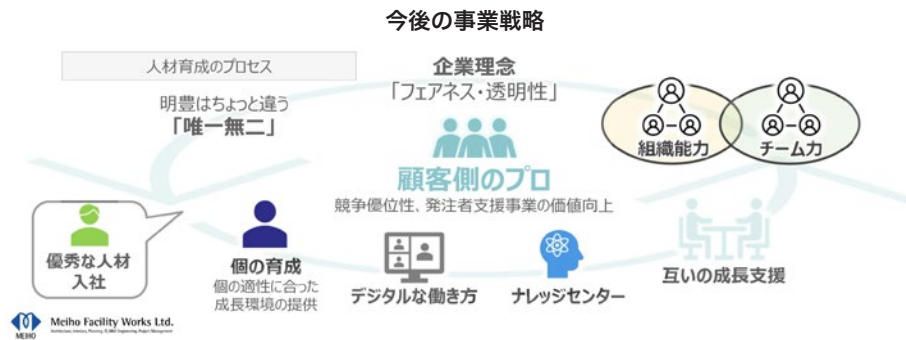 今後の事業戦略
人材育成のプロセス
企業理念
「フェアネス・透明性」
明豊はちょっと違う
「唯一無二」
組織能力
チーム力
顧客側のプロ
競争優位性、発注者支援事業の価値向上
優秀な人材
入社
個の育成
個の適性に合った
成長環境の提供
デジタルな働き方
ナレッジセンター
互いの成長支援
Meiho Facility Works Ltd.
MEIHO